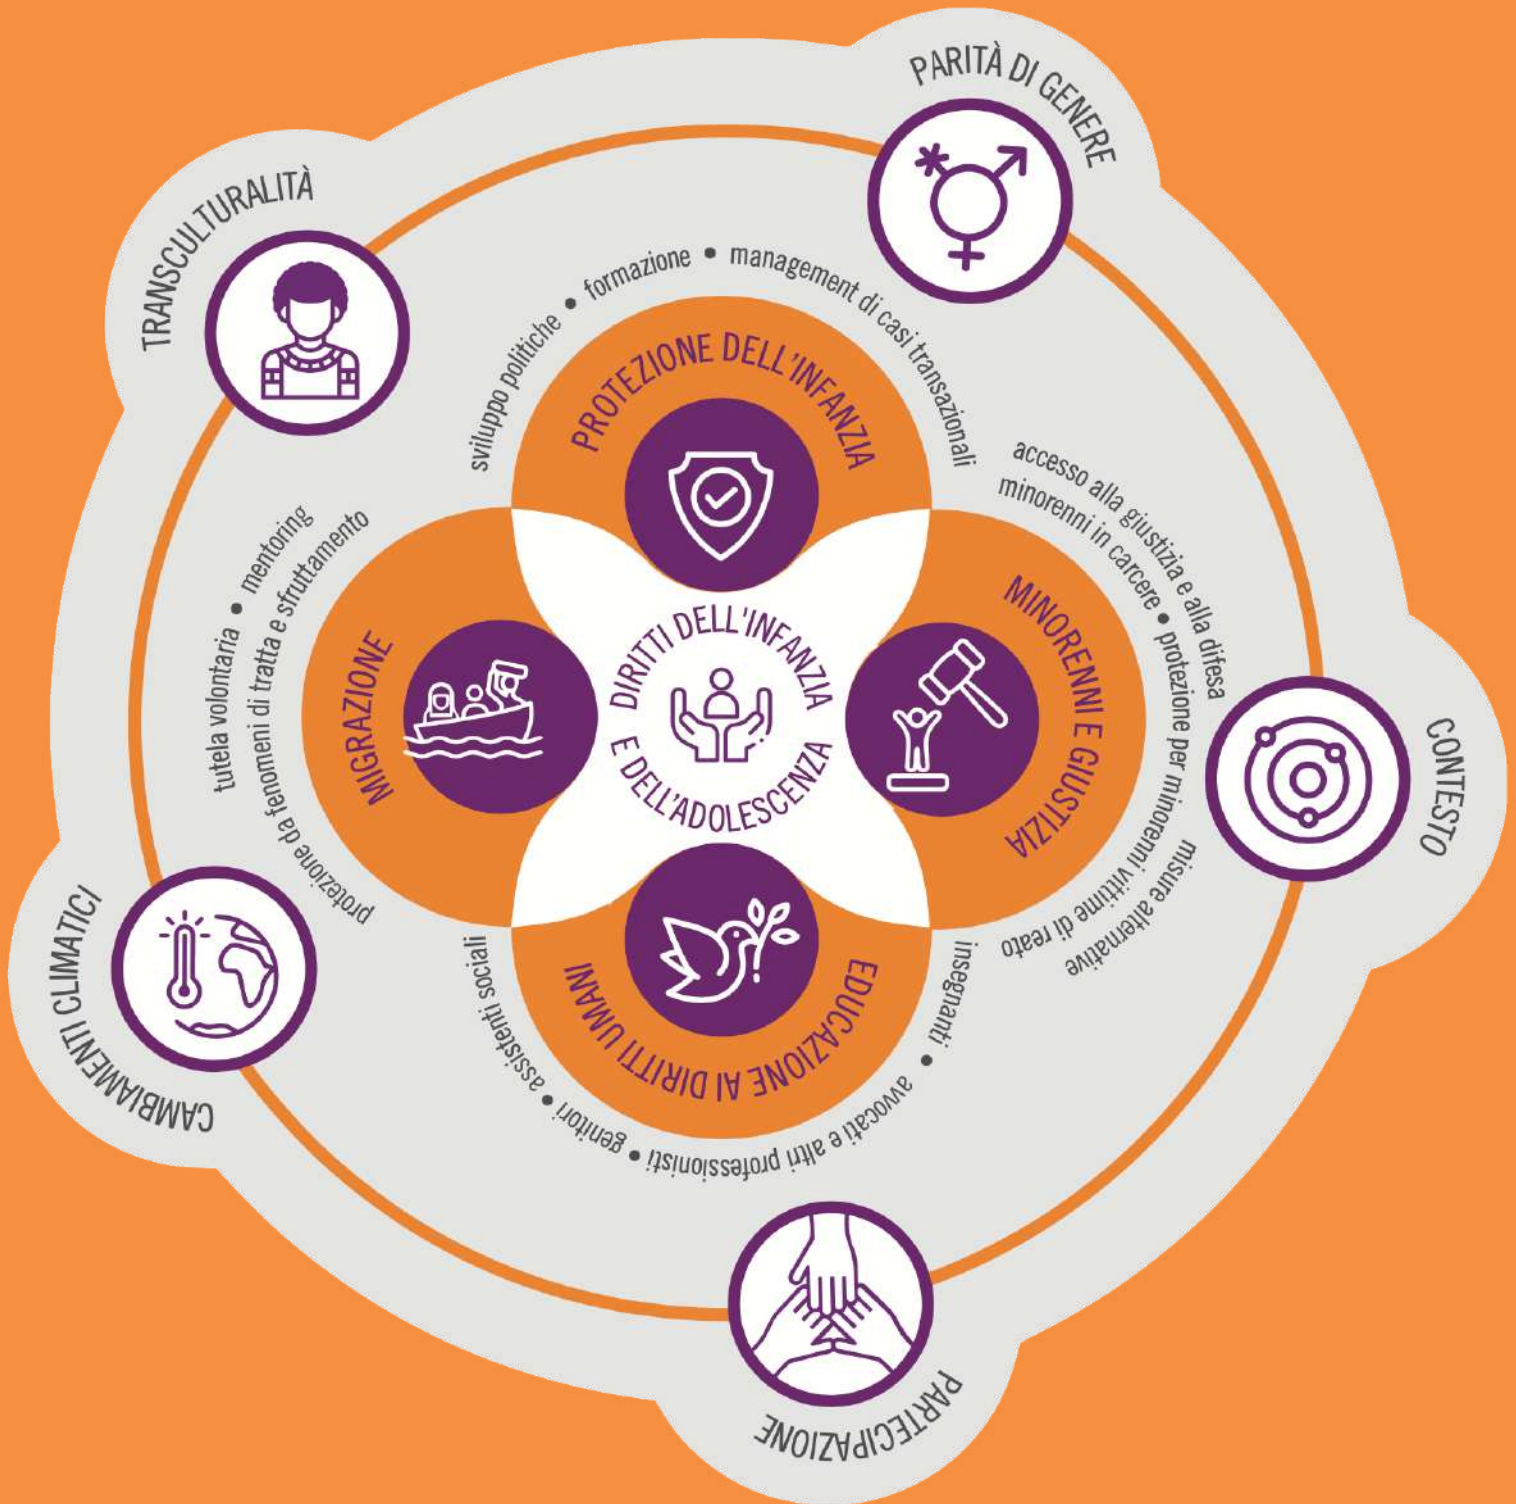 PARITÀ DI GENERE
TRANSCULTURALITÀ
sviluppo politiche • formazione • management di casi transazionali
PROTEZIONE DELL'INFANZIA
accesso alla giustizia e alla difesa
minorenni in carcere • protezione per minorenni vittime di reato
misure alternative
MINORENNI E GIUSTIZIA
tutela volontaria • mentoring
protezione da fenomeni di tratta e sfruttamento
MIGRAZIONE
DIRITTI DELL'INFANZIA
E DELL'ADOLESCENZA
CONTESTO
EDUCAZIONE AI DIRITTI UMANI
insegnanti • avvocati e altri professionisti • genitori • assistenti sociali
CAMBIAMENTI CLIMATICI
PARTECIPAZIONE